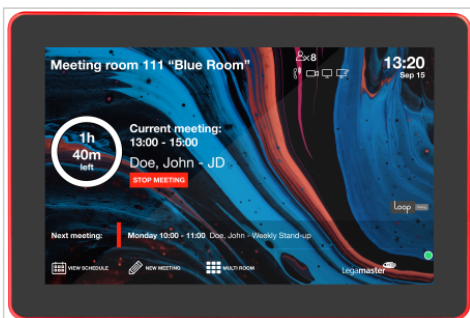 Meeting room 111 “Blue Room”
x8
13:20
Sep 15
1h
40m
left
Current meeting:
13:00 - 15:00
Doe, John - JD
STOP MEETING
Loop
Next meeting:
Monday 10:00 - 11:00 Doe, John - Weekly Stand-up
VIEW SCHEDULE
NEW MEETING
MULTI ROOM
Legamaster